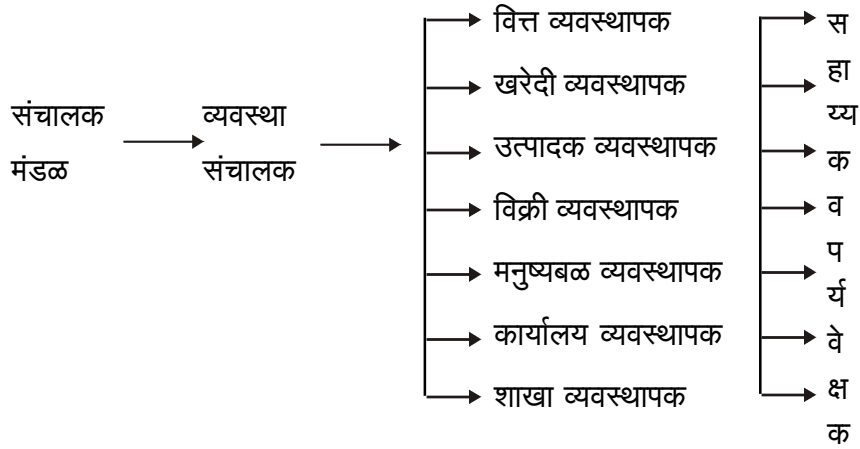 संचालक
मंडळ
व्यवस्था
संचालक
वित्त व्यवस्थापक
खरेदी व्यवस्थापक
उत्पादक व्यवस्थापक
विक्री व्यवस्थापक
मनुष्यबळ व्यवस्थापक
कार्यालय व्यवस्थापक
शाखा व्यवस्थापक
स
हा
य्य
क
व
प
र्य
वे
क्ष
क